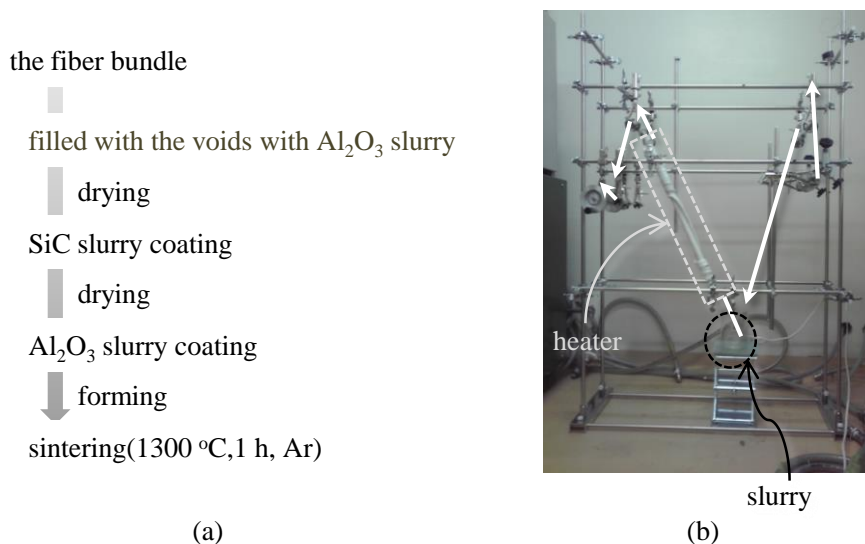 the fiber bundle
filled with the voids with Al₂O₃ slurry
drying
SiC slurry coating
drying
Al₂O₃ slurry coating
forming
sintering(1300 °C,1 h, Ar)
(a)
heater
slurry
(b)